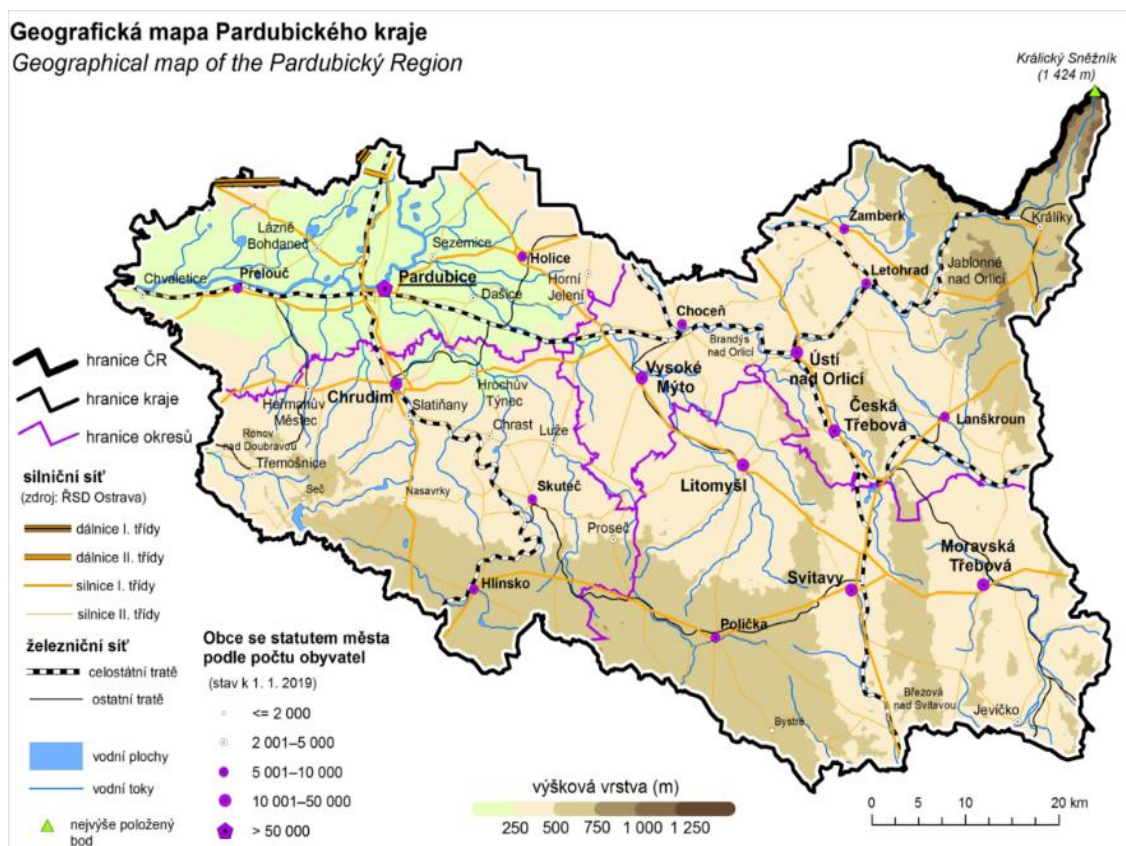 Geografická mapa Pardubického kraje
Geographical map of the Pardubický Region
Králický Sněžník
(1 424 m)
Žamberk
Králíky
Lázně
Bohdaneč
Sezemice
Holice
Letohrad
Jablonné
nad Orlicí
Chvaletice
Přelouč
Pardubice
Horní
Jelení
Dašice
Choceň
Brandýs
nad Orlicí
Ústí
nad Orlicí
Vysoké
Mýto
Hrochův
Týnec
Chrudim
Heřmanův
Městec
Slatiňany
Česká
Třebová
Lanškroun
Chrast
Luže
Ronov
nad Doubravou
Třemošnice
Litomyšl
Seč
Nasavrky
Skuteč
Proseč
Moravská
Třebová
Svitavy
Hlinsko
Polička
Březová
nad Svitavou
Jevíčko
Bystré
hranice ČR
hranice kraje
hranice okresů
silniční síť
(zdroj: ŘSD Ostrava)
dálnice I. třídy
dálnice II. třídy
silnice I. třídy
silnice II. třídy
železniční síť
celostátní tratě
ostatní tratě
vodní plochy
vodní toky
nejvýše položený
bod
Obce se statutem města
podle počtu obyvatel
(stav k 1. 1. 2019)
<= 2 000
2 001–5 000
5 001–10 000
10 001–50 000
> 50 000
výšková vrstva (m)
250 500 750 1 000 1 250
0 5 10 20 km